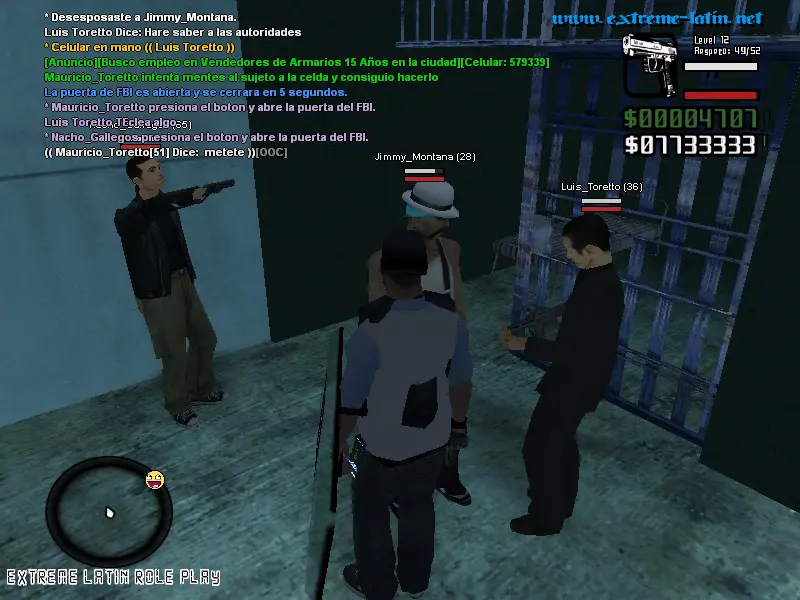 * Desesposaste a Jimmy_Montana.
www.extreme-latin.net
Luis Toretto Dice: Hare saber a las autoridades
Level 12
* Celular en mano (( Luis Toretto ))
Respeto: 49/52
[Anuncio][Busco empleo en Vendedores de Armarios 15 Años en la ciudad][Celular: 579339]
Mauricio_Toretto intenta mentes al sujeto a la celda y consiguio hacerlo
La puerta de FBI es abierta y se cerrara en 5 segundos.
* Mauricio_Toretto presiona el boton y abre la puerta del FBI.
$00004707
Luis Toretto TEclea algo.
* Nacho_Gallegos presiona el boton y abre la puerta del FBI.
$07733333
(( Mauricio_Toretto[51] Dice: metete ))[OOC]
Jimmy_Montana (28)
Luis_Toretto (36)
EXTREME LATIN ROLE PLAY